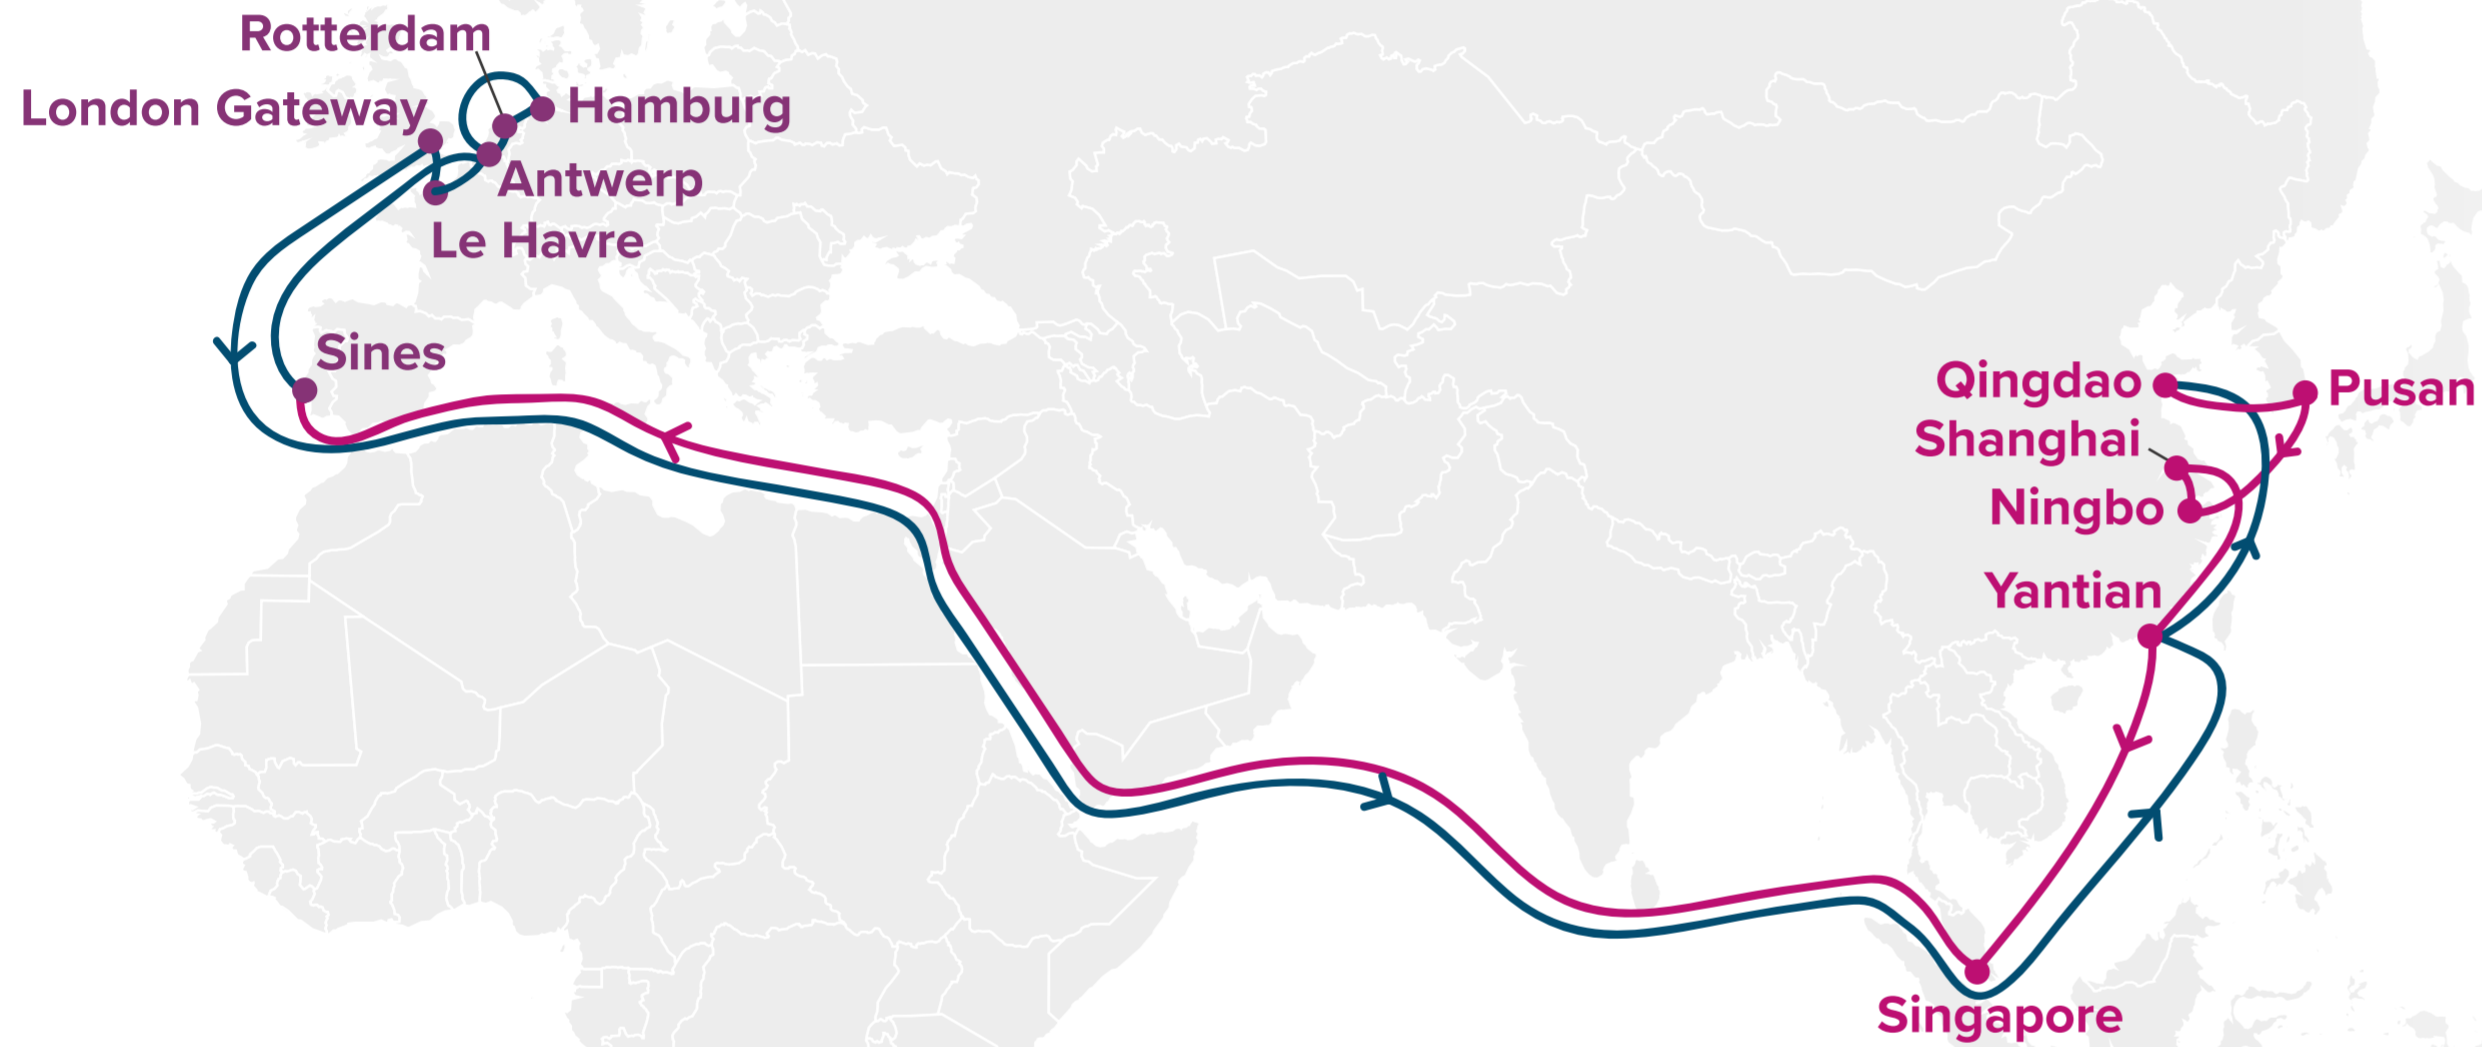 Rotterdam
London Gateway
Hamburg
Antwerp
Le Havre
Sines
Qingdao
Pusan
Shanghai
Ningbo
Yantian
Singapore